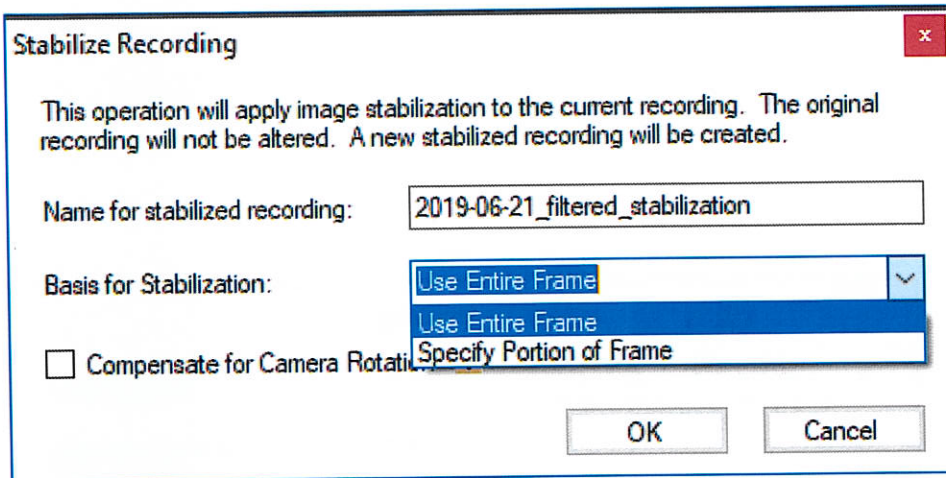 Stabilize Recording
x
This operation will apply image stabilization to the current recording. The original
recording will not be altered. A new stabilized recording will be created.
Name for stabilized recording: 2019-06-21_filtered_stabilization
Basis for Stabilization: Use Entire Frame
Use Entire Frame
Specify Portion of Frame
Compensate for Camera
OK Cancel